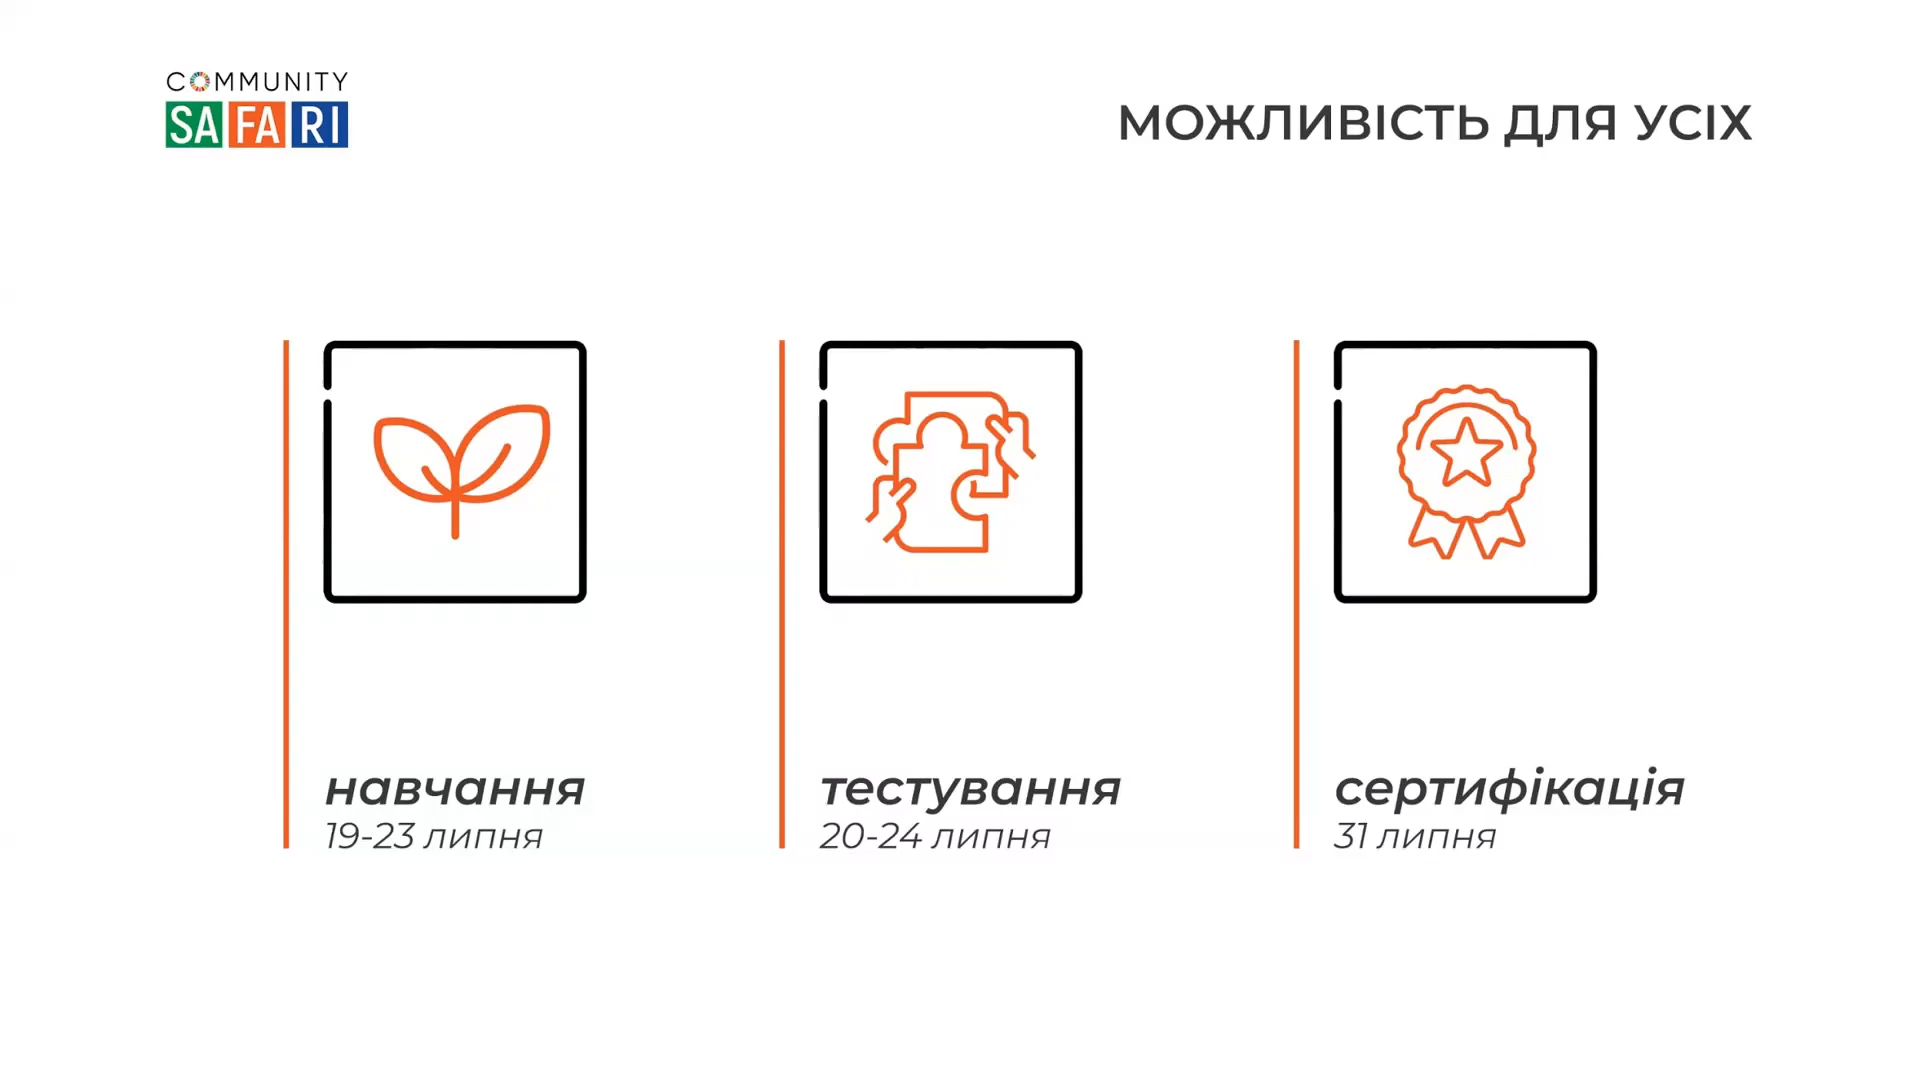 COMMUNITY
SAFARI
МОЖЛИВІСТЬ ДЛЯ УСІХ
навчання
19-23 липня
тестування
20-24 липня
сертифікація
31 липня